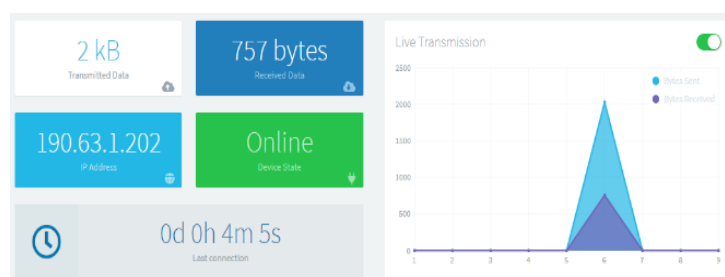 2 kB
Transmitted Data
757 bytes
Received Data
190.63.1.202
IP Address
Online
Device State
0d 0h 4m 5s
Last connection
Live Transmission
Bytes Sent
Bytes Received
2500
2000
1500
1000
500
0
1 2 3 4 5 6 7 8 9